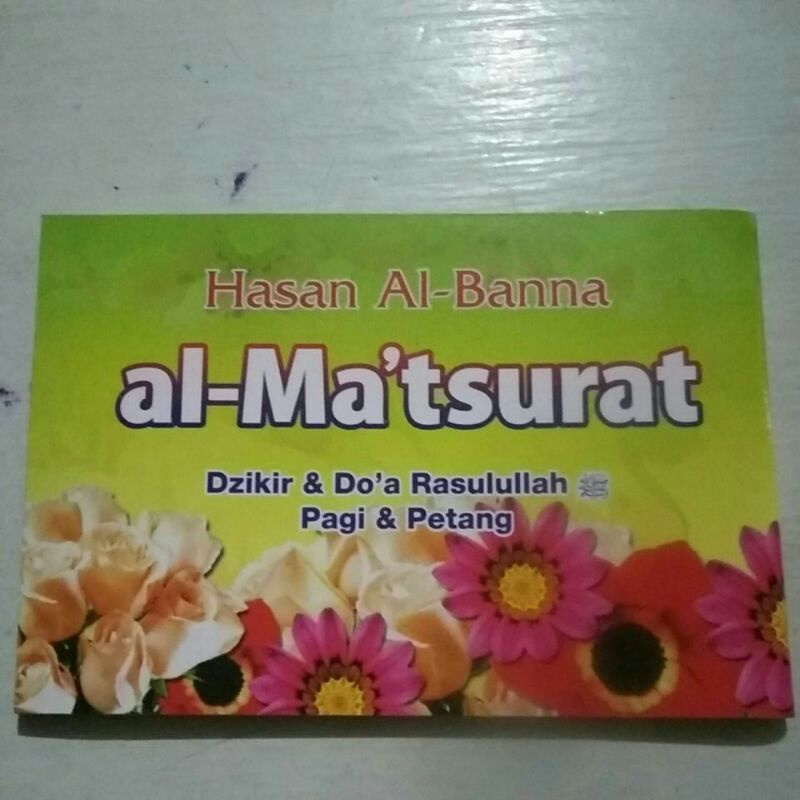 Hasan Al-Banna
al-Ma'tsurat
Dzikir & Do'a Rasulullah ﷺ
Pagi & Petang